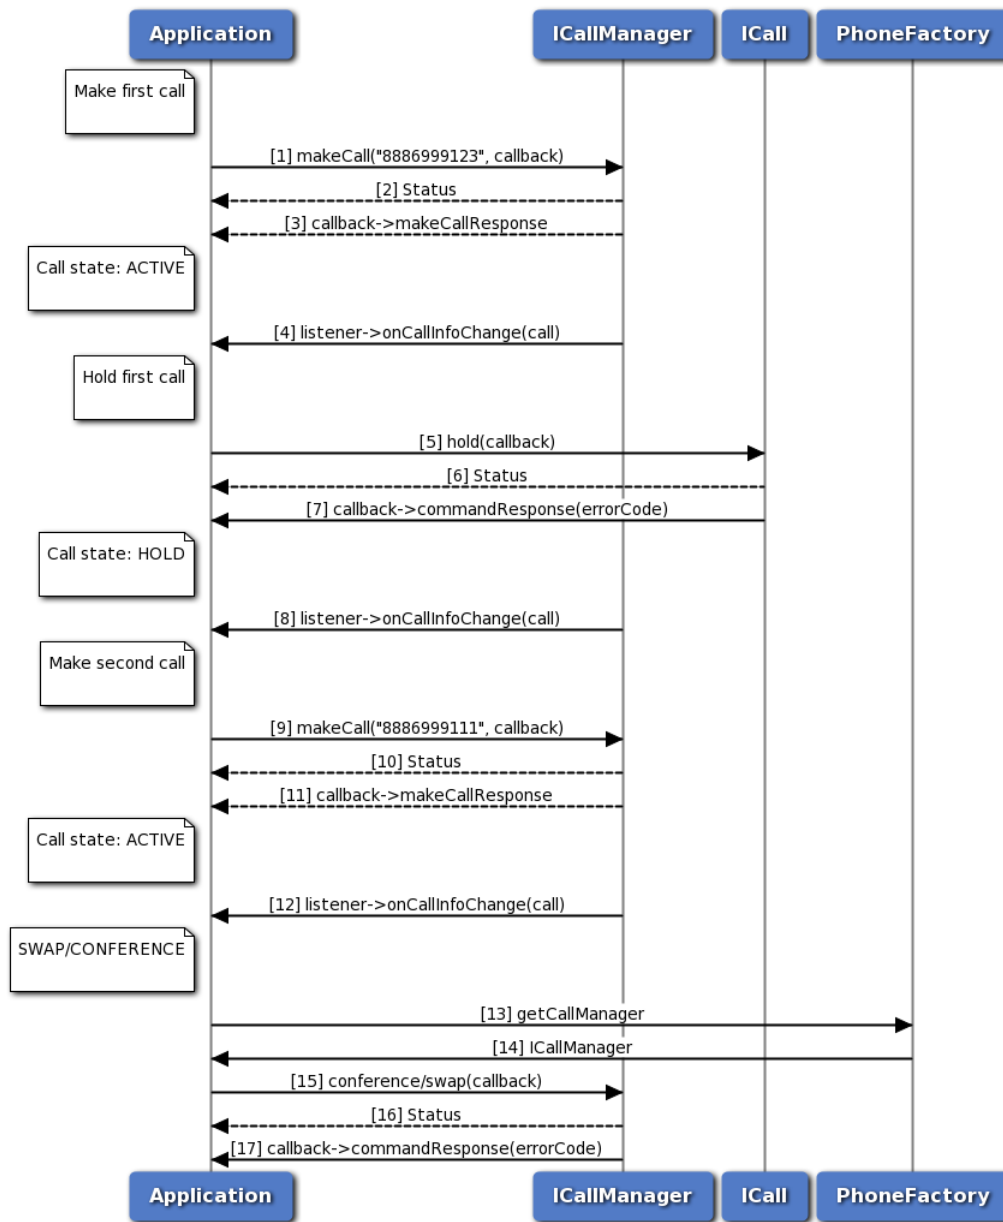 Application ICallManager ICall PhoneFactory
Make first call
[1] makeCall("8886999123", callback)
[2] Status
[3] callback->makeCallResponse
Call state: ACTIVE
[4] listener->onCallInfoChange(call)
Hold first call
[5] hold(callback)
[6] Status
[7] callback->commandResponse(errorCode)
Call state: HOLD
[8] listener->onCallInfoChange(call)
Make second call
[9] makeCall("8886999111", callback)
[10] Status
[11] callback->makeCallResponse
Call state: ACTIVE
[12] listener->onCallInfoChange(call)
SWAP/CONFERENCE
[13] getCallManager
[14] ICallManager
[15] conference/swap(callback)
[16] Status
[17] callback->commandResponse(errorCode)
Application ICallManager ICall PhoneFactory